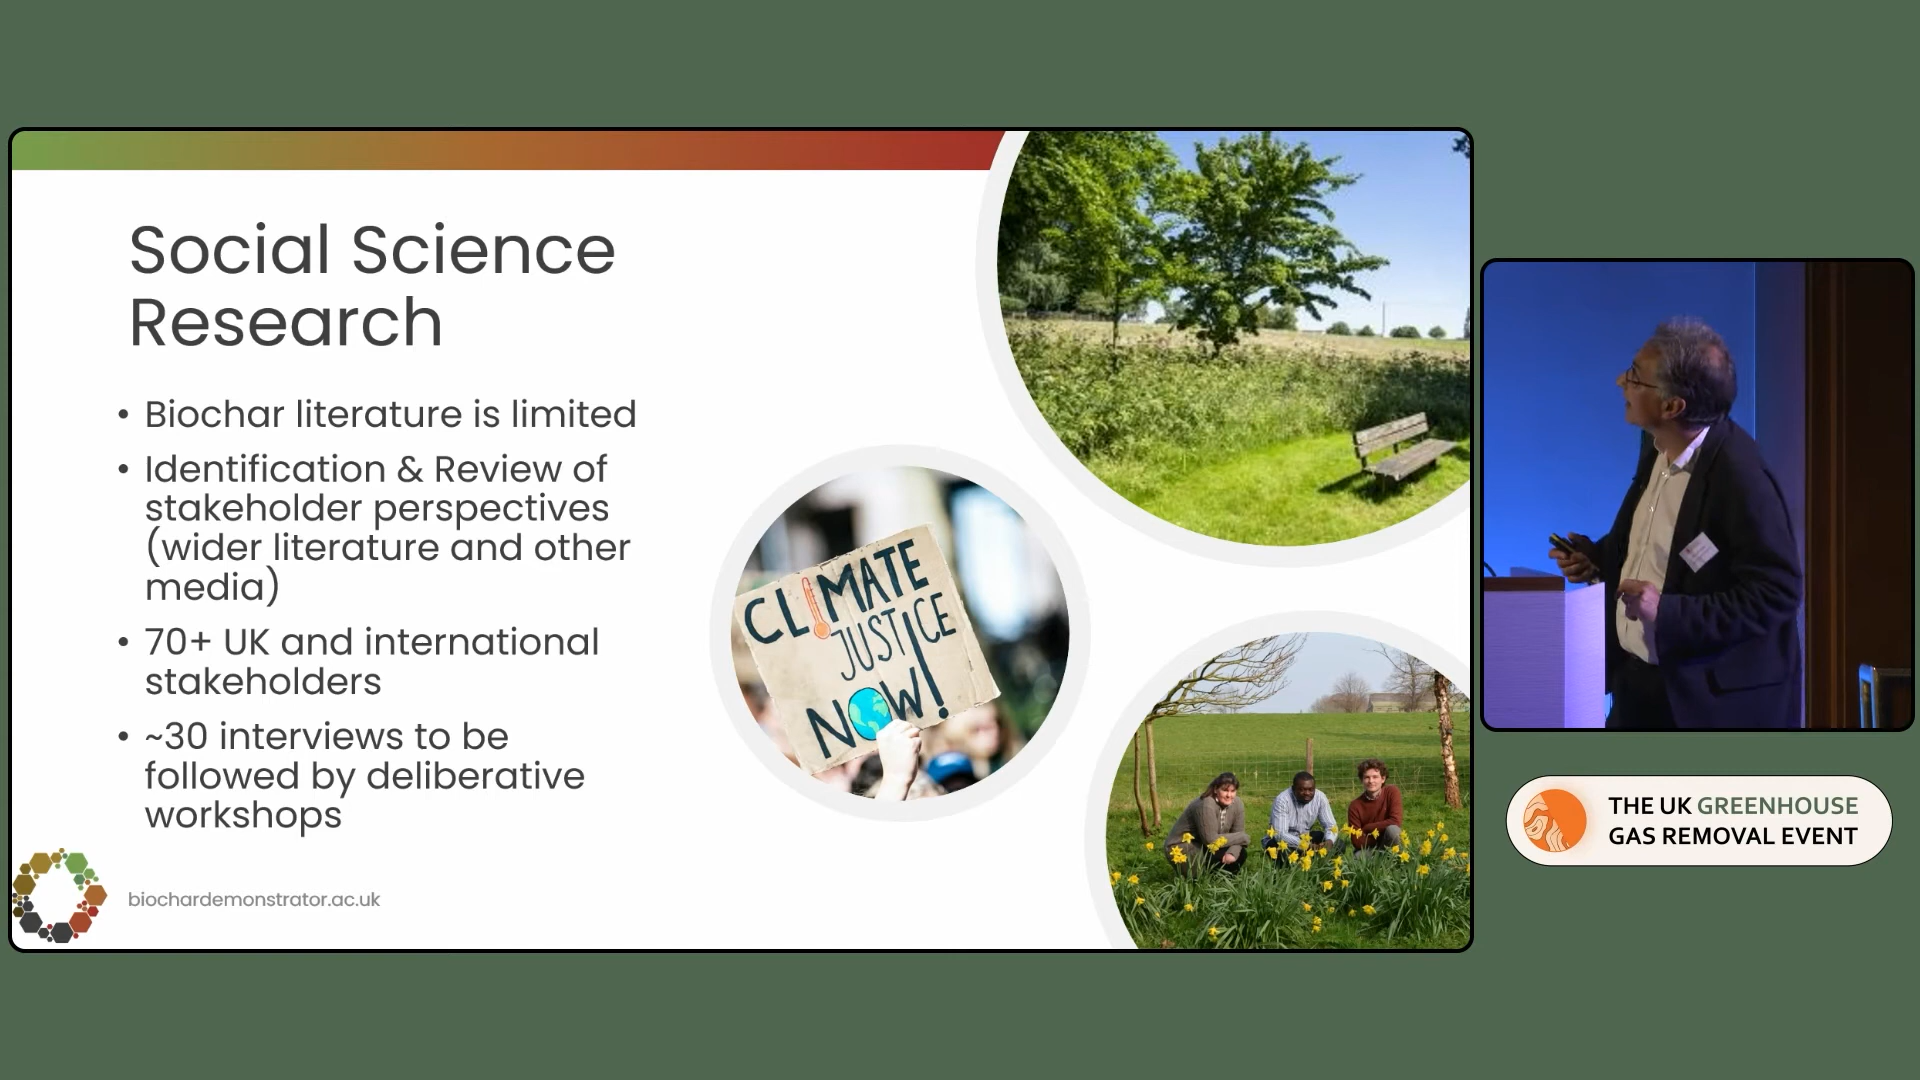 Social Science
Research
• Biochar literature is limited
• Identification & Review of
stakeholder perspectives
(wider literature and other
media)
• 70+ UK and international
stakeholders
• ~30 interviews to be
followed by deliberative
workshops
CLIMATE
JUSTICE
NOW!
biochardemonstrator.ac.uk
THE UK GREENHOUSE
GAS REMOVAL EVENT